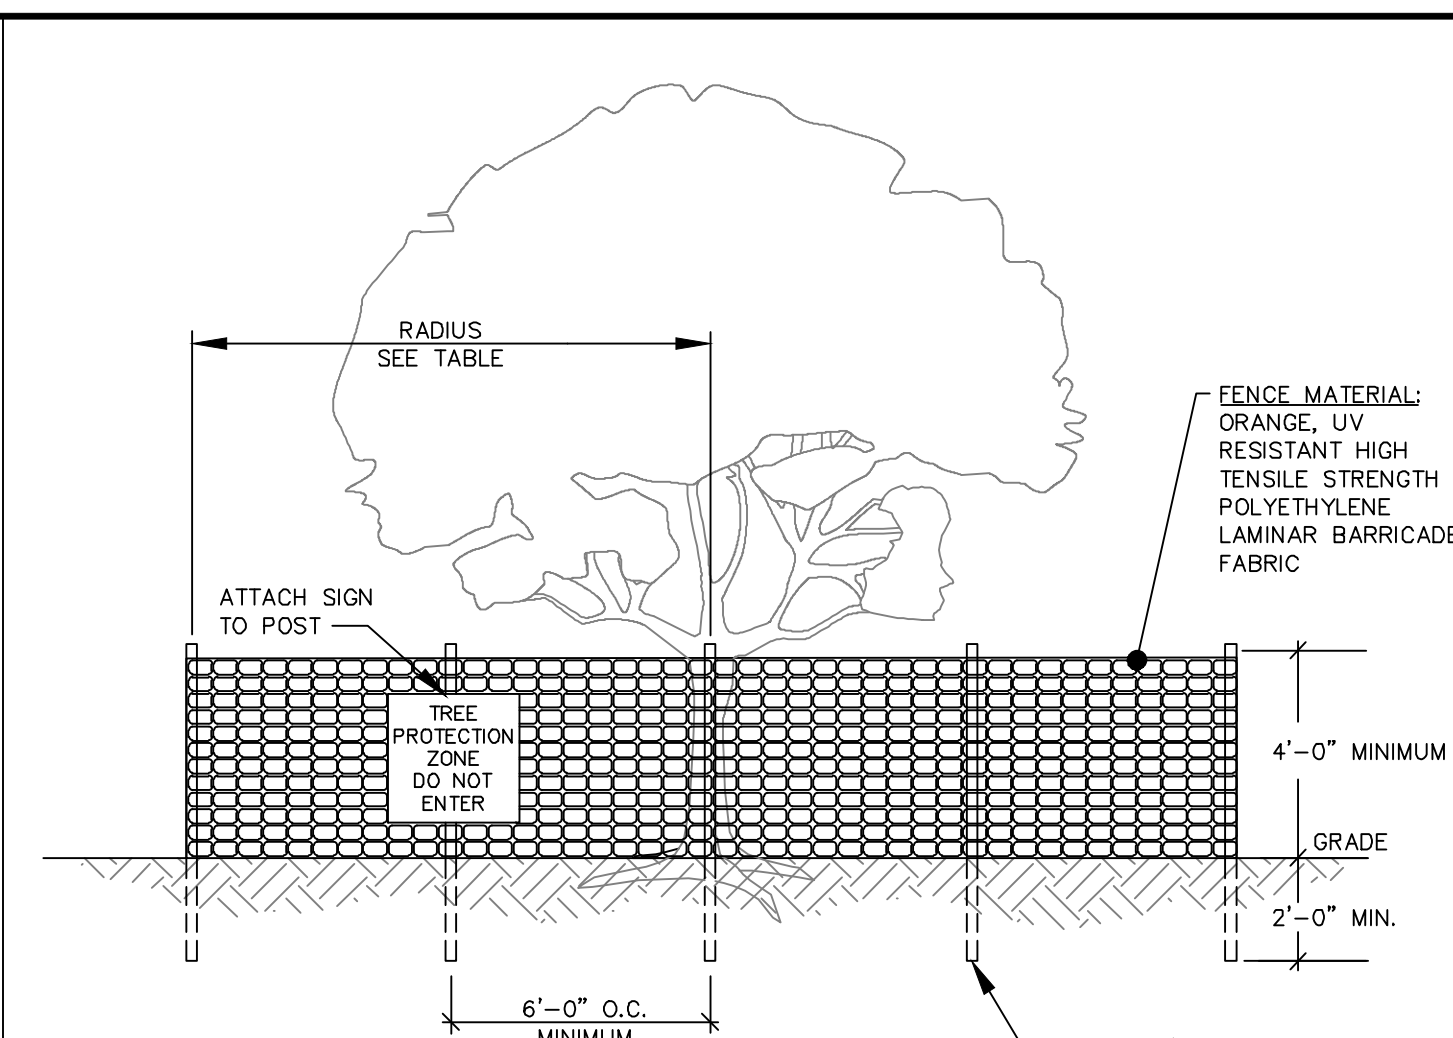 RADIUS
SEE TABLE
FENCE MATERIAL:
ORANGE, UV
RESISTANT HIGH
TENSILE STRENGTH
POLYETHYLENE
LAMINAR BARRICADE
FABRIC
ATTACH SIGN
TO POST
TREE
PROTECTION
ZONE
DO NOT
ENTER
4'-0" MINIMUM
GRADE
2'-0" MIN.
6'-0" O.C.
MINIMUM